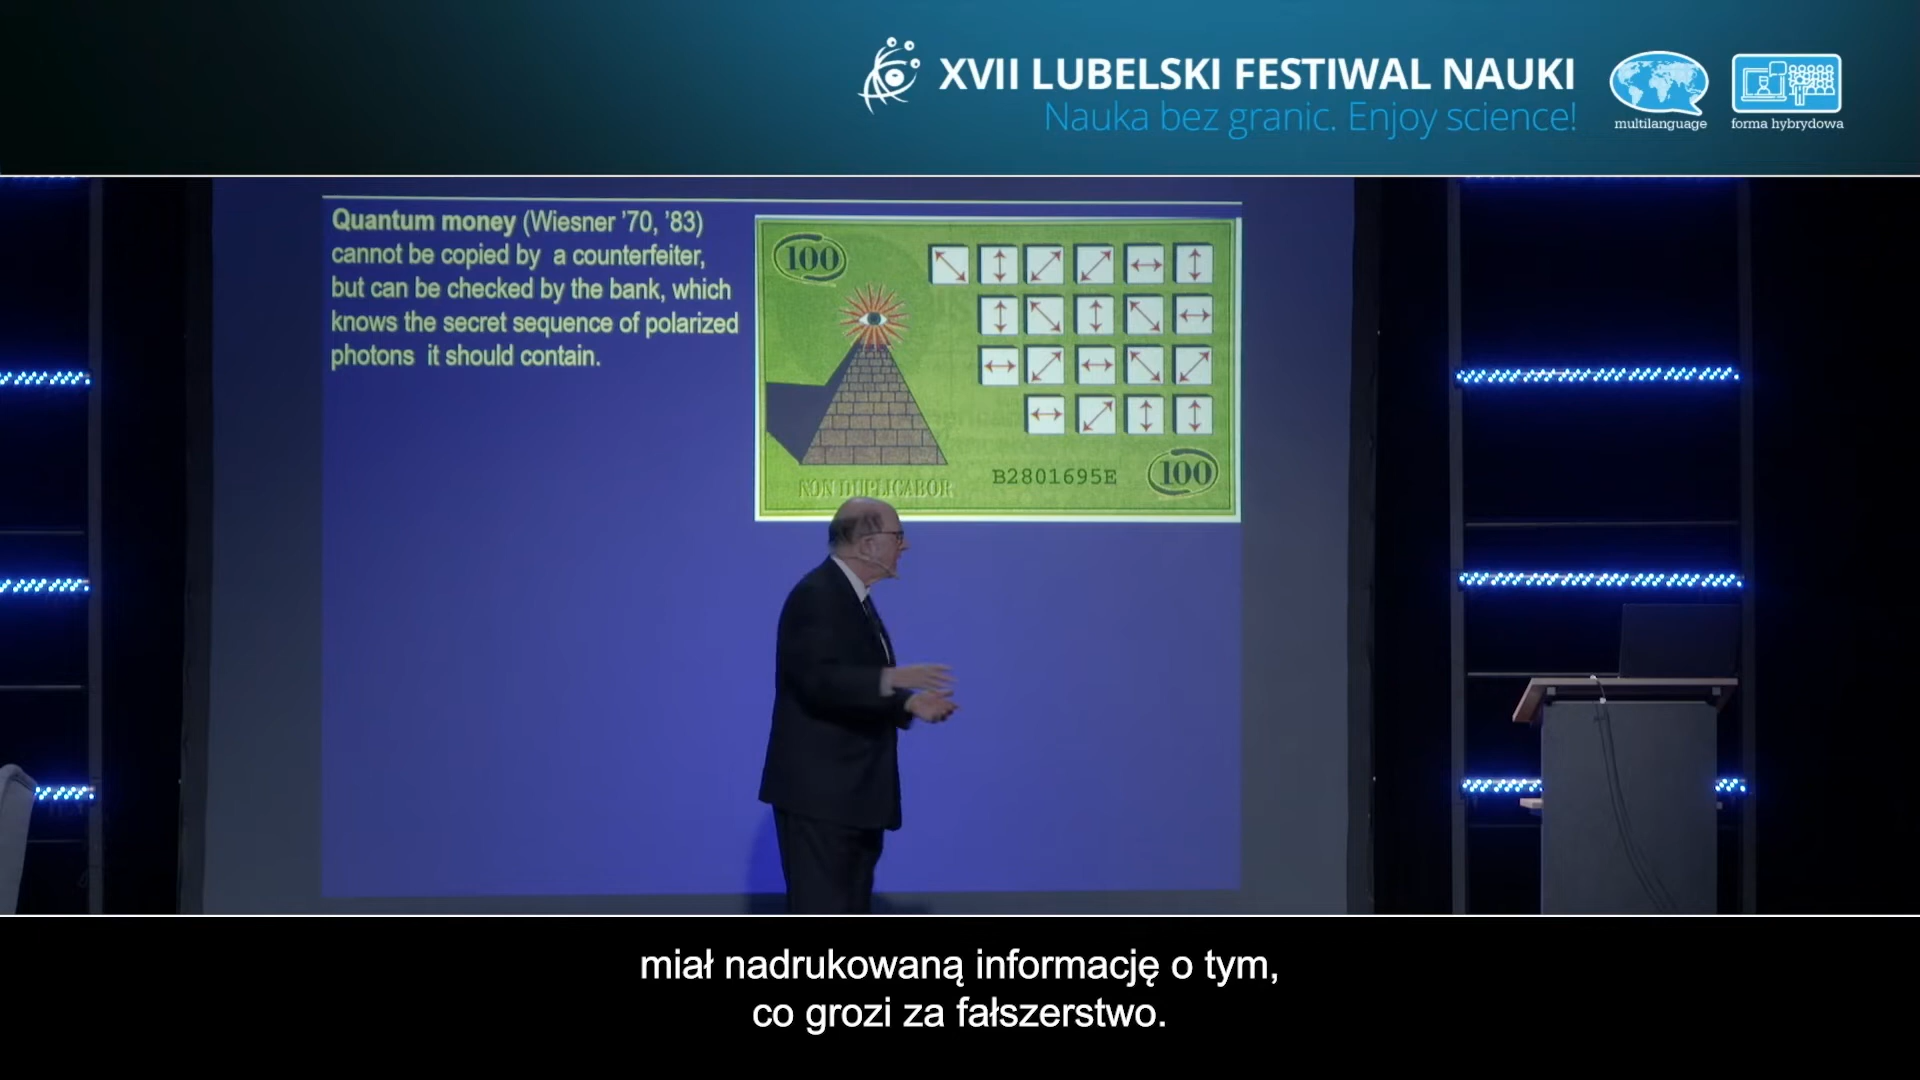 XVII LUBELSKI FESTIWAL NAUKI
Nauka bez granic. Enjoy science!
multilanguage
forma hybrydowa
Quantum money (Wiesner ’70, ’83)
cannot be copied by a counterfeiter,
but can be checked by the bank, which
knows the secret sequence of polarized
photons it should contain.
100
NON DUPLICABOR
B2801695E
100
miał nadrukowaną informację o tym,
co grozi za fałszerstwo.